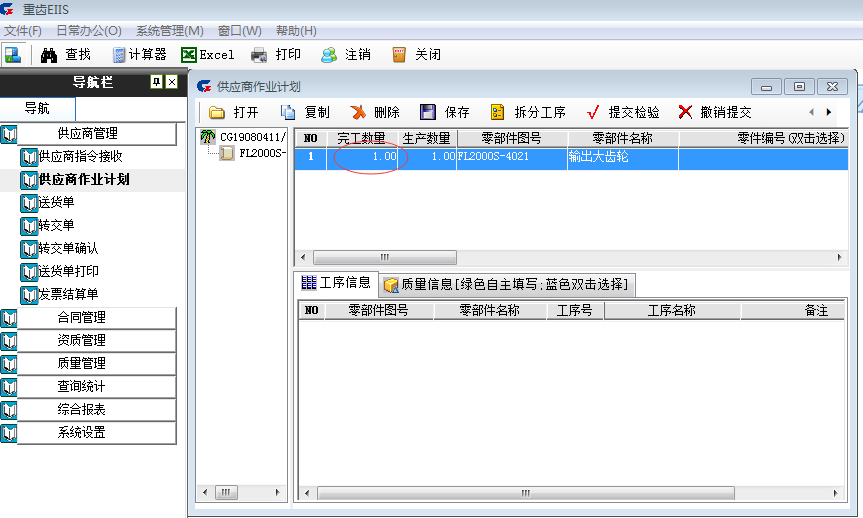 重齿EIIS
文件(F) 日常办公(O) 系统管理(M) 窗口(W) 帮助(H)
查找 计算器 Excel 打印 注销 关闭
导航栏
导航
供应商管理
供应商指令接收
供应商作业计划
送货单
转交单
转交单确认
送货单打印
发票结算单
合同管理
资质管理
质量管理
查询统计
综合报表
系统设置
供应商作业计划
打开 复制 删除 保存 拆分工序 提交检验 撤销提交
CG19080411/
FL2000S-
NO 完工数量 生产数量 零部件图号 零部件名称 零件编号(双击选择)
1 1.00 1.00 FL2000S-4021 输出大齿轮
工序信息 质量信息[绿色自主填写;蓝色双击选择]
NO 零部件图号 零部件名称 工序号 工序名称 备注